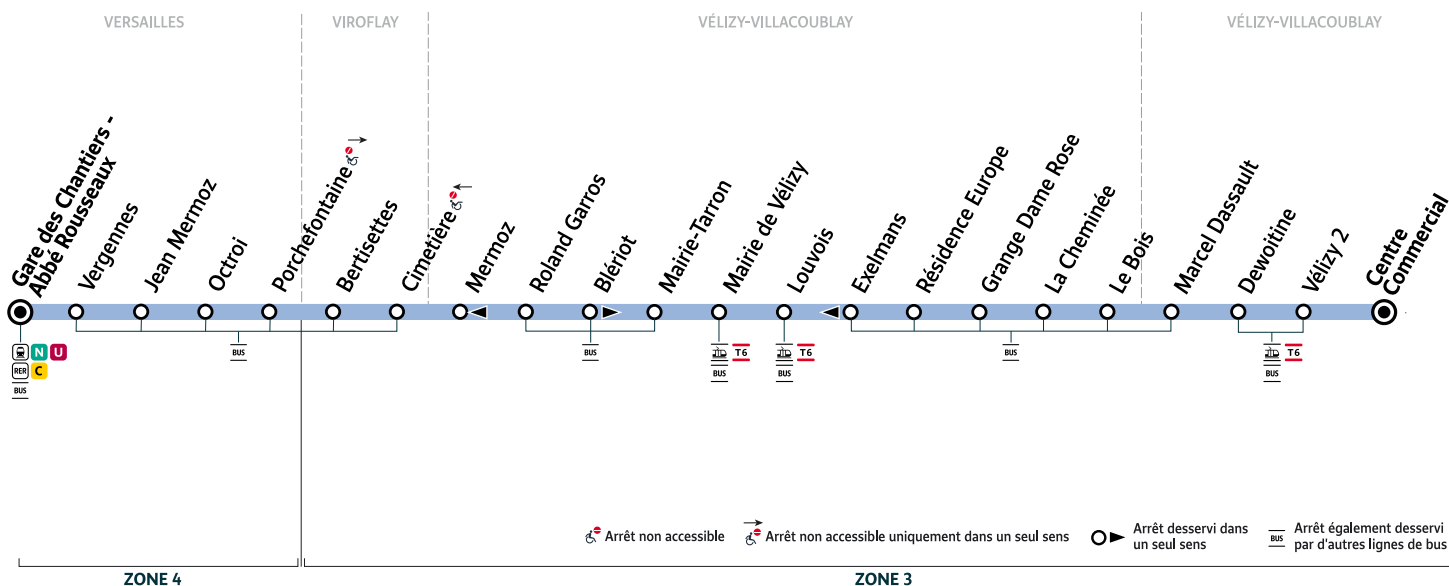 VERSAILLES
VIROFLAY
VÉLIZY-VILLACOUBLAY
VÉLIZY-VILLACOUBLAY
Gare des Chantiers -
Abbé Rousseaux
Vergennes
Jean Mermoz
Octroi
Porchefontaine
Bertisettes
Cimetière
Mermoz
Roland Garros
Blériot
Mairie-Tarron
Mairie de Vélizy
Louvois
Exelmans
Résidence Europe
Grange Dame Rose
La Cheminée
Le Bois
Marcel Dassault
Dewoitine
Vélizy 2
Centre
Commercial
N U
RER C
BUS
BUS
BUS
T6
BUS
T6
BUS
BUS
T6
BUS
Arrêt non accessible
Arrêt non accessible uniquement dans un seul sens
Arrêt desservi dans
un seul sens
BUS
Arrêt également desservi
par d'autres lignes de bus
ZONE 4
ZONE 3